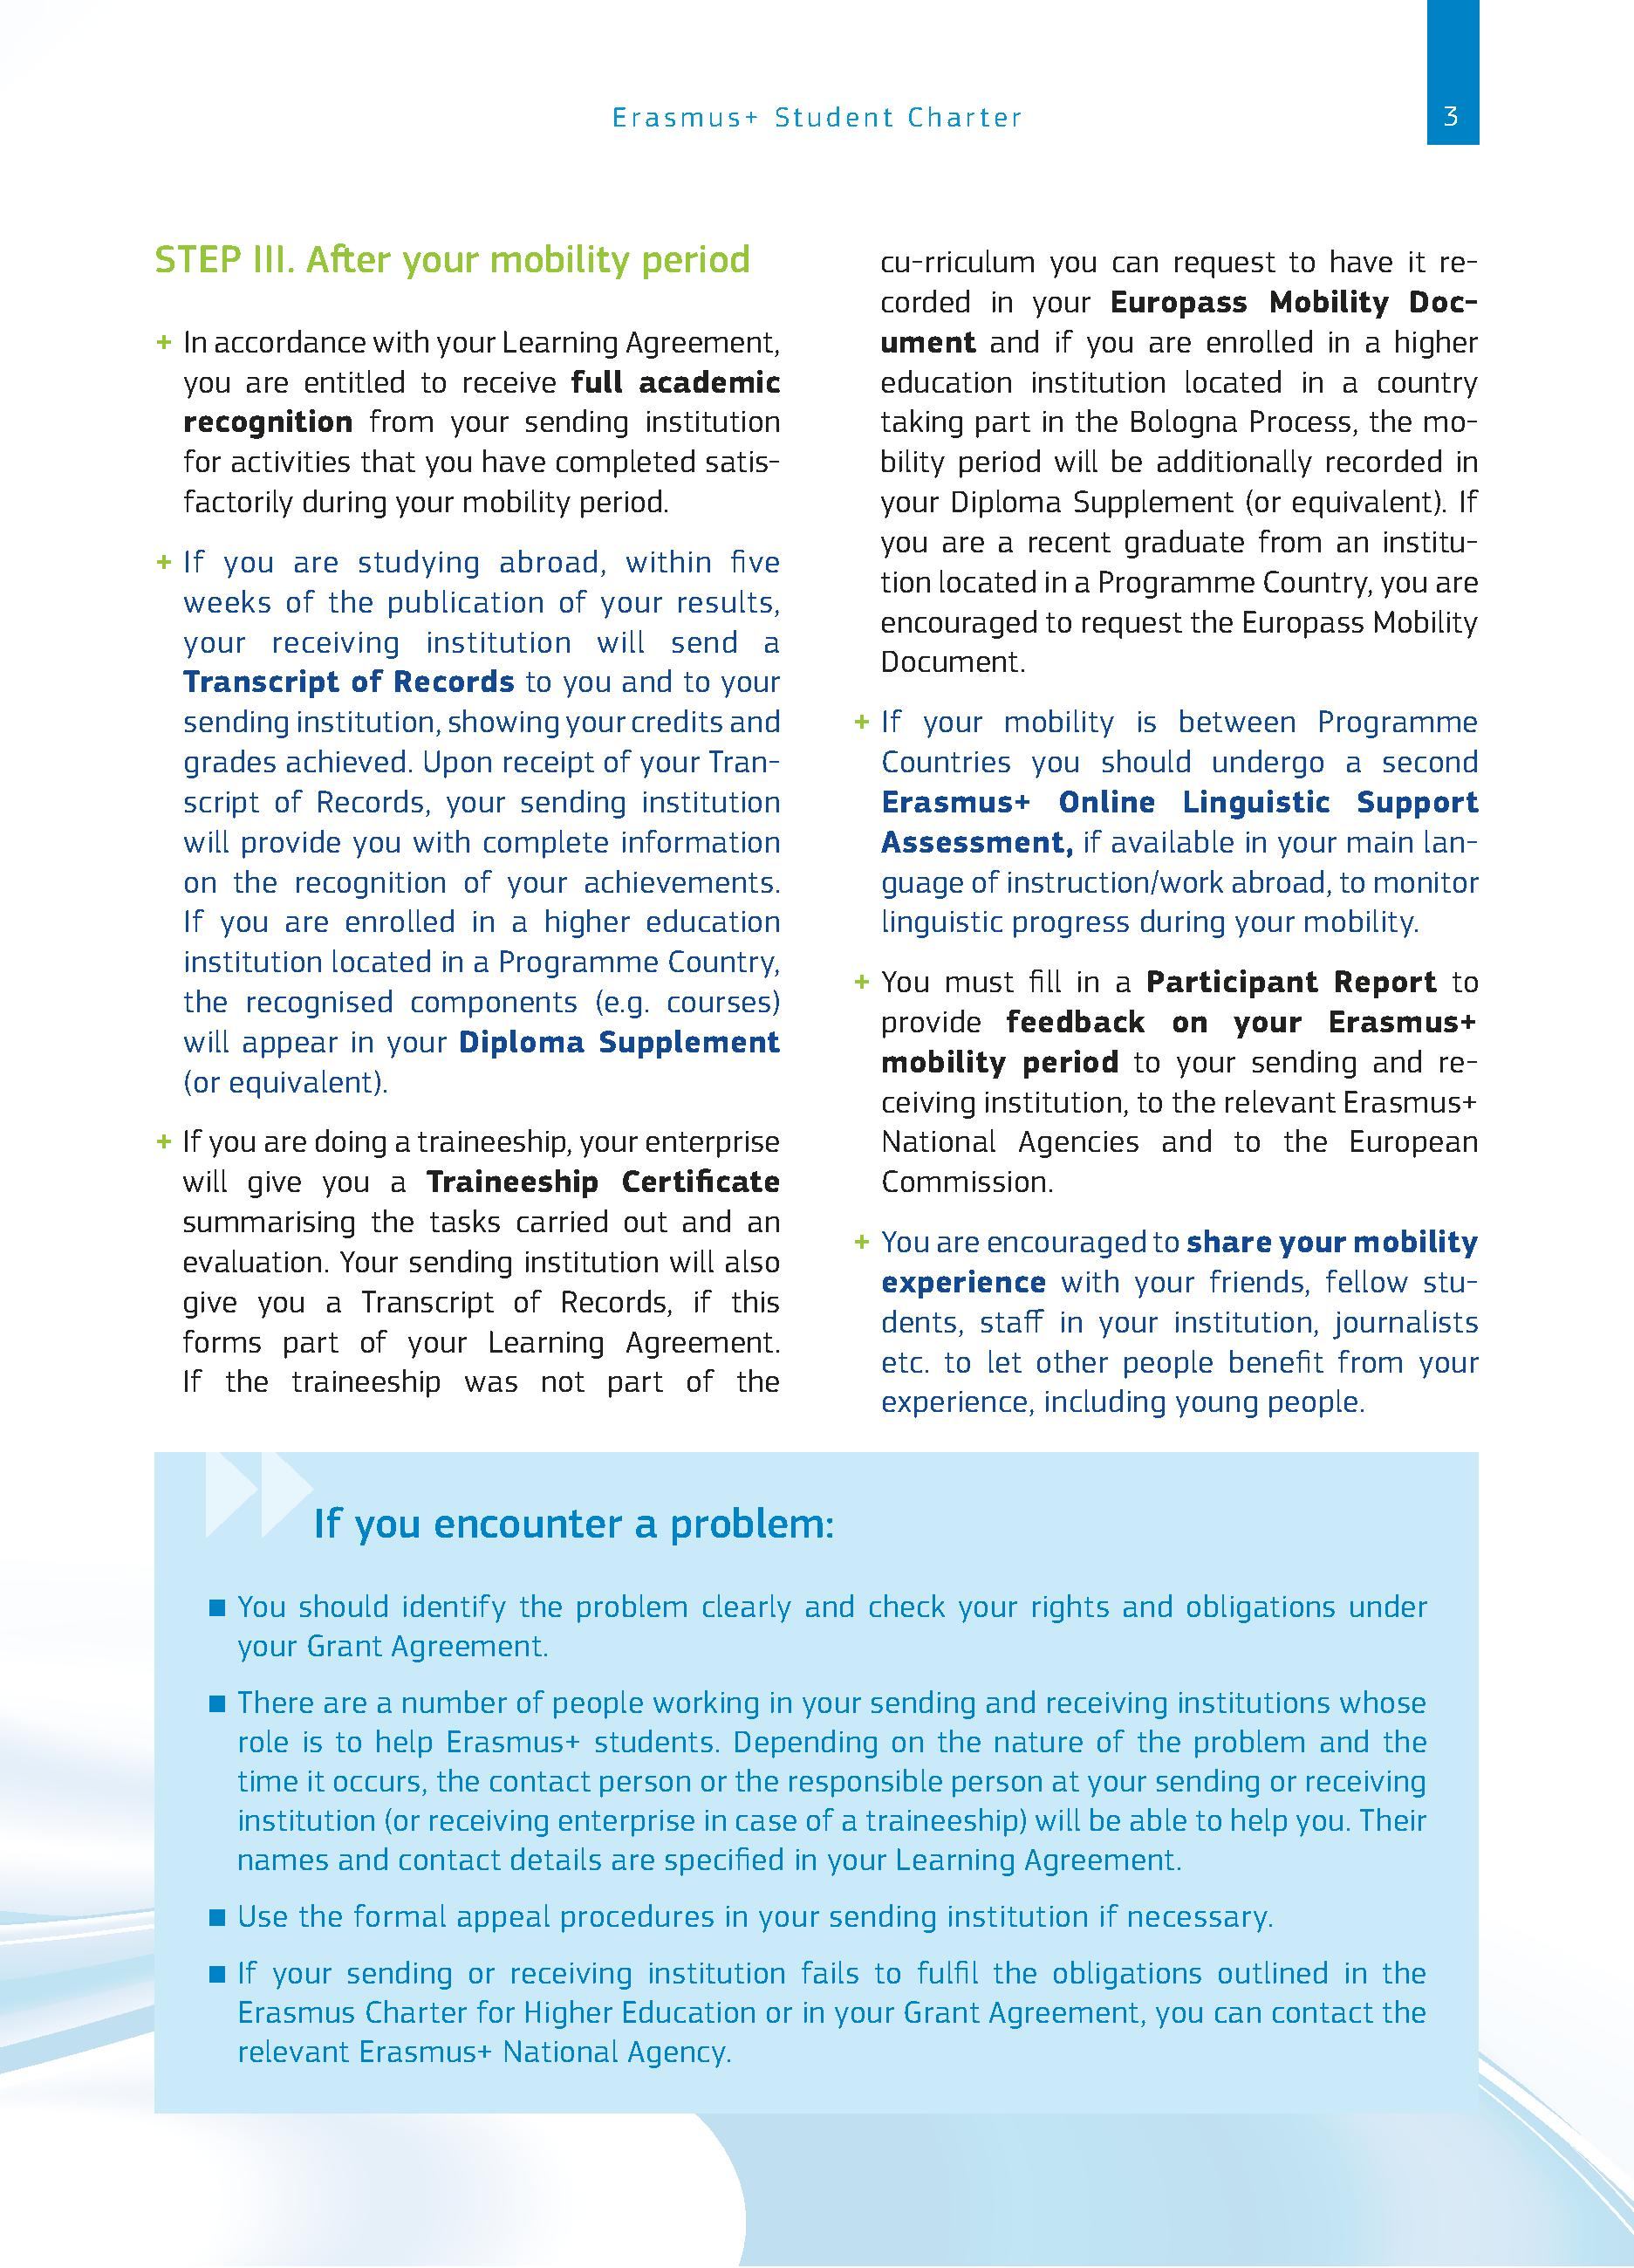 Erasmus+ Student Charter
3
STEP III. After your mobility period
+ In accordance with your Learning Agreement,
you are entitled to receive full academic
recognition from your sending institution
for activities that you have completed satis-
factorily during your mobility period.
+ If you are studying abroad, within five
weeks of the publication of your results,
your receiving institution will send a
Transcript of Records to you and to your
sending institution, showing your credits and
grades achieved. Upon receipt of your Tran-
script of Records, your sending institution
will provide you with complete information
on the recognition of your achievements.
If you are enrolled in a higher education
institution located in a Programme Country,
the recognised components (e.g. courses)
will appear in your Diploma Supplement
(or equivalent).
+ If you are doing a traineeship, your enterprise
will give you a Traineeship Certificate
summarising the tasks carried out and an
evaluation. Your sending institution will also
give you a Transcript of Records, if this
forms part of your Learning Agreement.
If the traineeship was not part of the
cu-rriculum you can request to have it re-
corded in your Europass Mobility Doc-
ument and if you are enrolled in a higher
education institution located in a country
taking part in the Bologna Process, the mo-
bility period will be additionally recorded in
your Diploma Supplement (or equivalent). If
you are a recent graduate from an institu-
tion located in a Programme Country, you are
encouraged to request the Europass Mobility
Document.
+ If your mobility is between Programme
Countries you should undergo a second
Erasmus+ Online Linguistic Support
Assessment, if available in your main lan-
guage of instruction/work abroad, to monitor
linguistic progress during your mobility.
+ You must fill in a Participant Report to
provide feedback on your Erasmus+
mobility period to your sending and re-
ceiving institution, to the relevant Erasmus+
National Agencies and to the European
Commission.
+ You are encouraged to share your mobility
experience with your friends, fellow stu-
dents, staff in your institution, journalists
etc. to let other people benefit from your
experience, including young people.
If you encounter a problem:
■ You should identify the problem clearly and check your rights and obligations under
your Grant Agreement.
■ There are a number of people working in your sending and receiving institutions whose
role is to help Erasmus+ students. Depending on the nature of the problem and the
time it occurs, the contact person or the responsible person at your sending or receiving
institution (or receiving enterprise in case of a traineeship) will be able to help you. Their
names and contact details are specified in your Learning Agreement.
■ Use the formal appeal procedures in your sending institution if necessary.
■ If your sending or receiving institution fails to fulfil the obligations outlined in the
Erasmus Charter for Higher Education or in your Grant Agreement, you can contact the
relevant Erasmus+ National Agency.